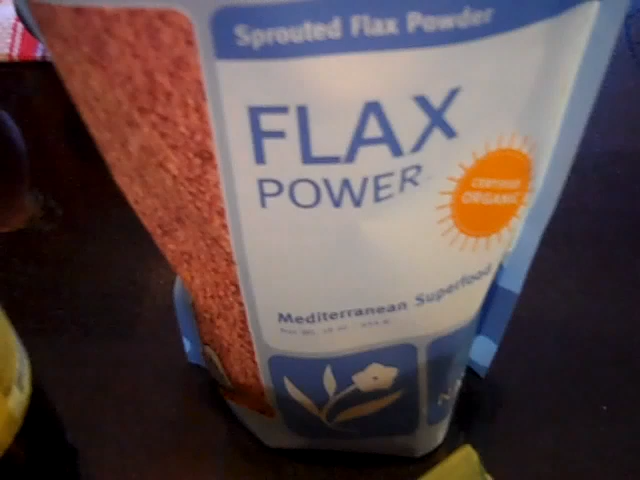 Sprouted Flax Powder
FLAX
POWER
CERTIFIED
ORGANIC
Mediterranean Superfood